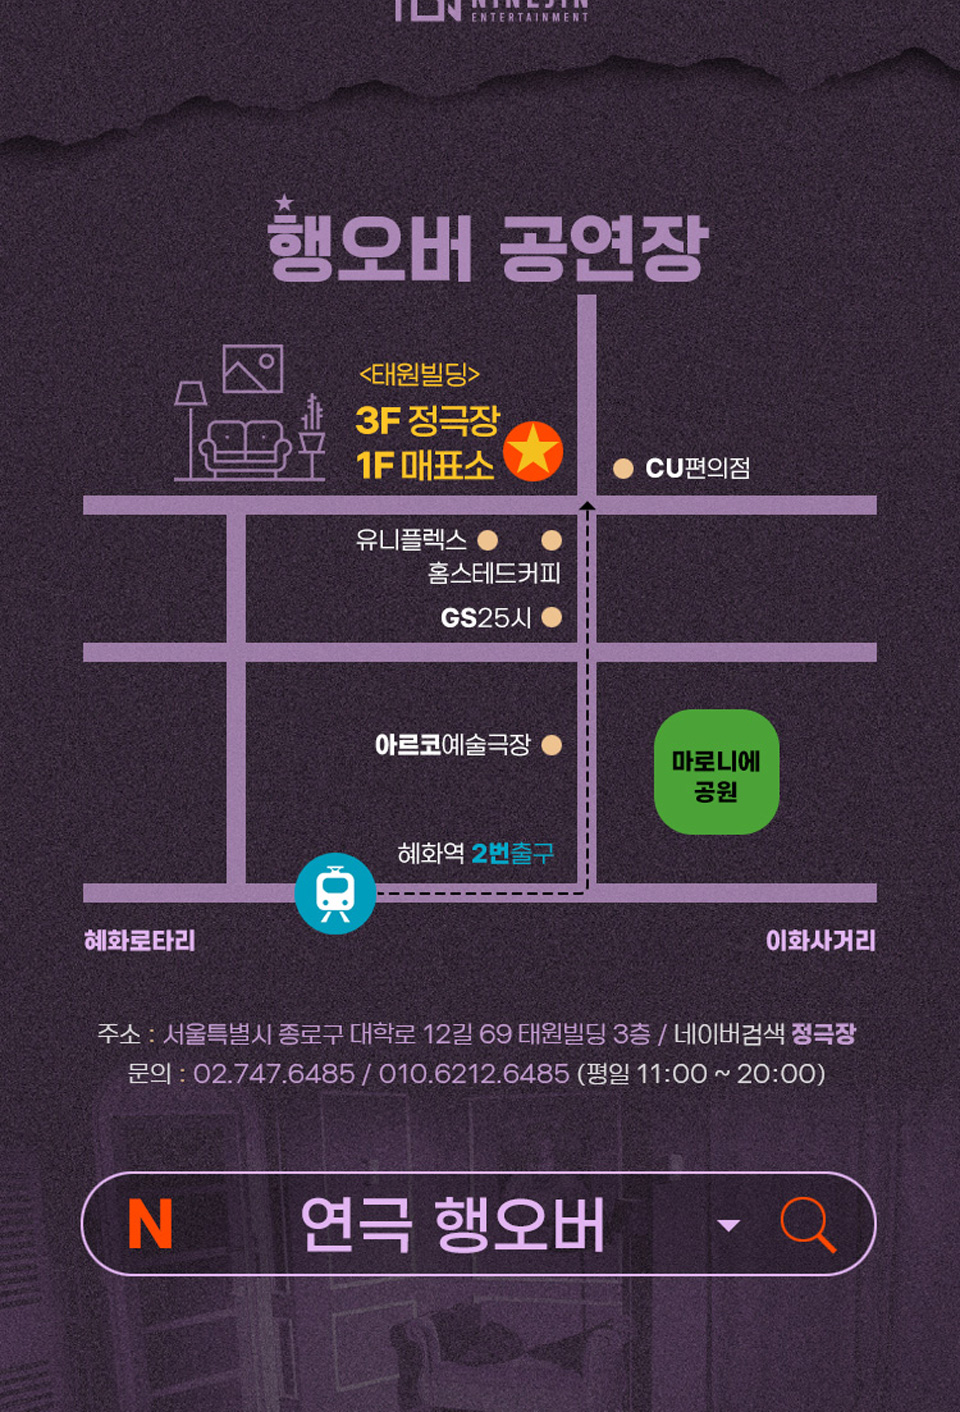 NINEJIN
ENTERTAINMENT
행오버 공연장
<태원빌딩>
3F 정극장
1F 매표소
CU편의점
유니플렉스
홈스테드커피
GS25시
아르코예술극장
마로니에
공원
혜화역 2번출구
혜화로타리
이화사거리
주소 : 서울특별시 종로구 대학로 12길 69 태원빌딩 3층 / 네이버검색 정극장
문의 : 02.747.6485 / 010.6212.6485 (평일 11:00 ~ 20:00)
N 연극 행오버